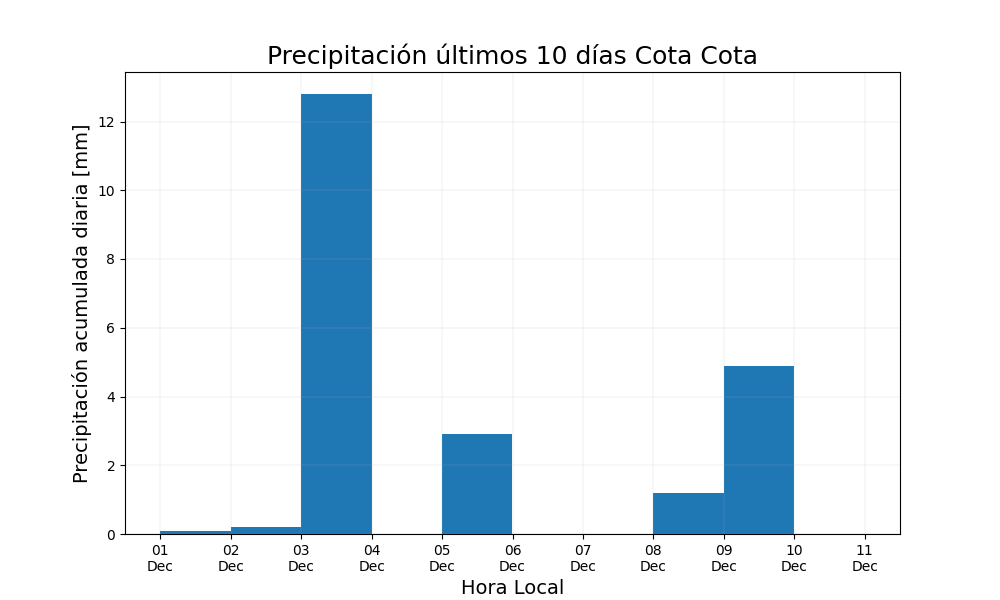 Precipitación últimos 10 días Cota Cota
Precipitación acumulada diaria [mm]
12
10
8
6
4
2
0
01 02 03 04 05 06 07 08 09 10 11
Dec Dec Dec Dec Dec Dec Dec Dec Dec Dec Dec
Hora Local